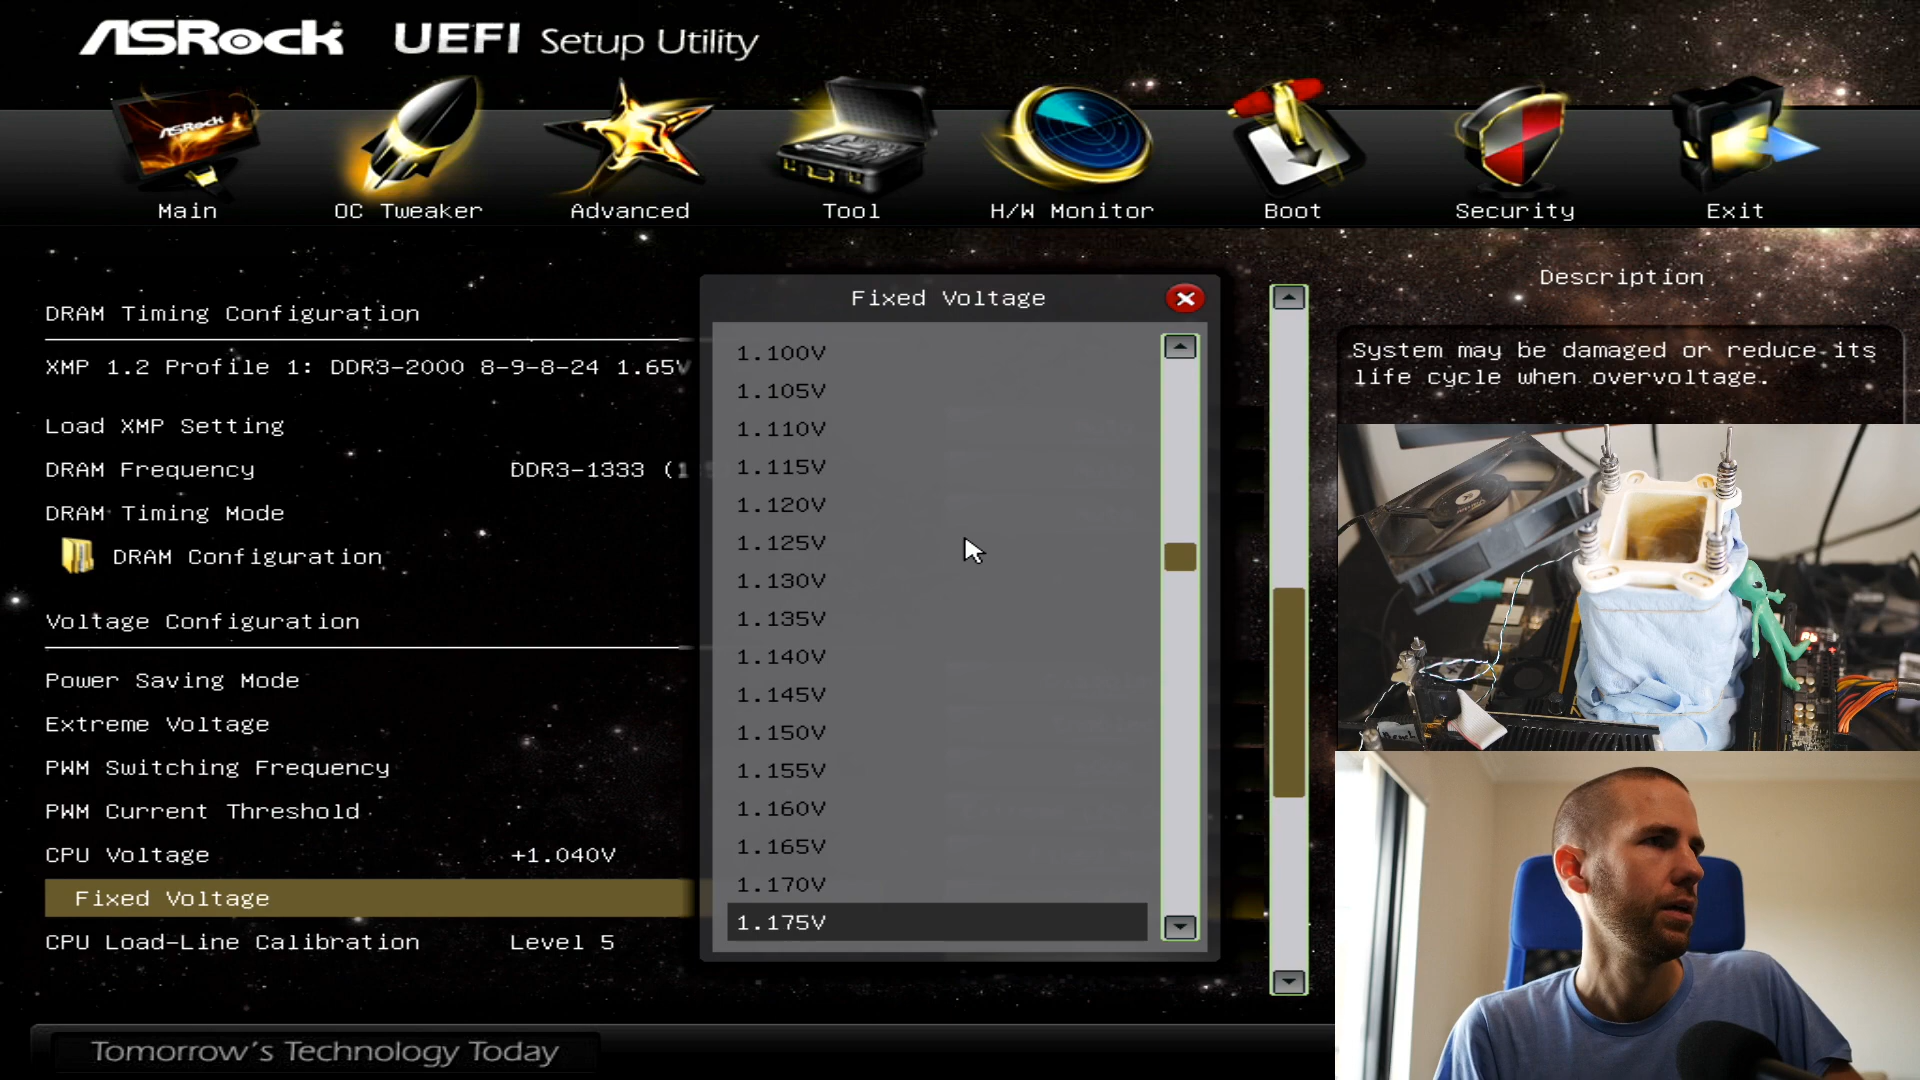 ASRock UEFI Setup Utility
Main OC Tweaker Advanced Tool H/W Monitor Boot Security Exit
DRAM Timing Configuration
XMP 1.2 Profile 1: DDR3-2000 8-9-8-24 1.65V
Load XMP Setting
DRAM Frequency DDR3-1333 (1
DRAM Timing Mode
DRAM Configuration
Voltage Configuration
Power Saving Mode
Extreme Voltage
PWM Switching Frequency
PWM Current Threshold
CPU Voltage +1.040V
Fixed Voltage
CPU Load-Line Calibration Level 5
Fixed Voltage
1.100V
1.105V
1.110V
1.115V
1.120V
1.125V
1.130V
1.135V
1.140V
1.145V
1.150V
1.155V
1.160V
1.165V
1.170V
1.175V
Description
System may be damaged or reduce its
life cycle when overvoltage.
Tomorrow's Technology Today